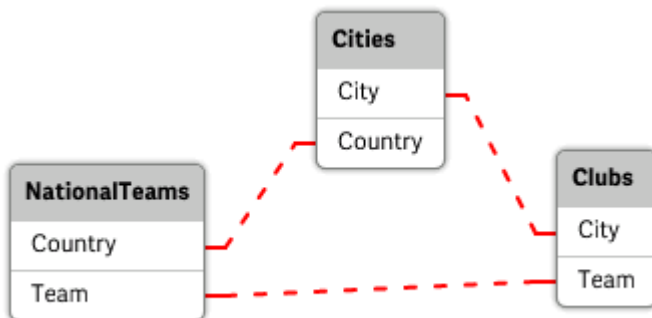 Cities
City
Country
NationalTeams
Country
Team
Clubs
City
Team